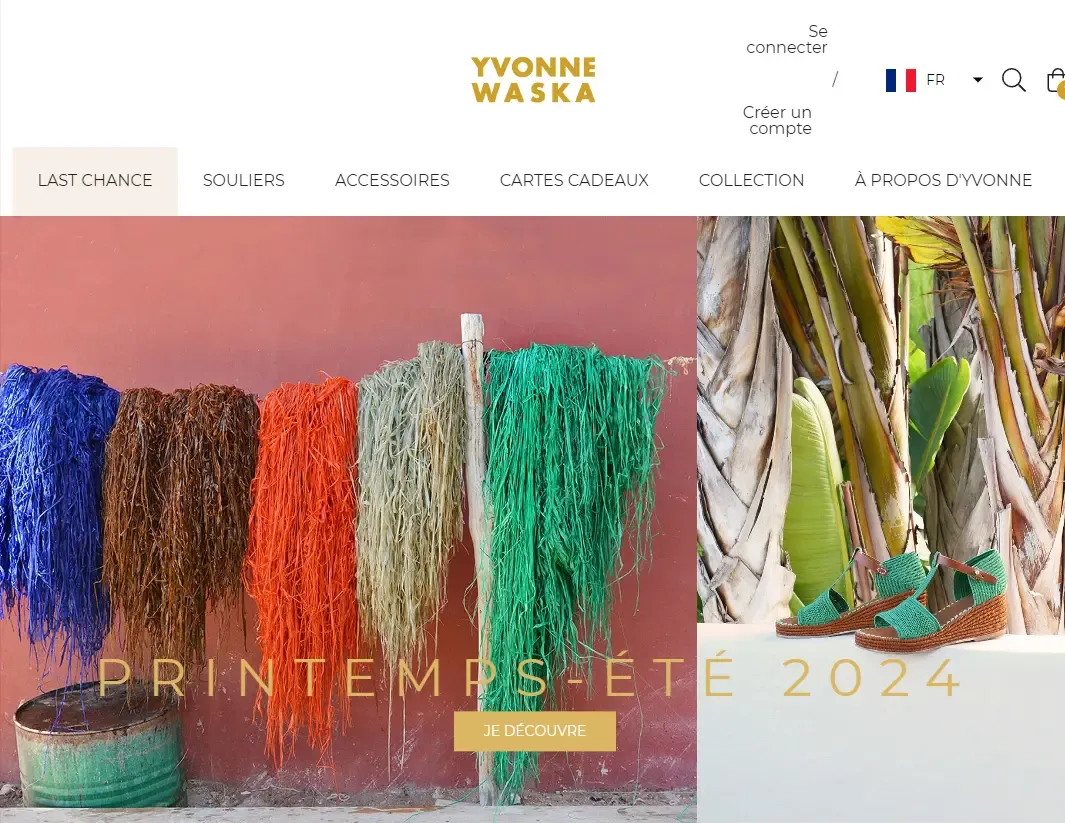 Se
connecter
YVONNE
WASKA
/
FR
Créer un
compte
LAST CHANCE
SOULIERS
ACCESSOIRES
CARTES CADEAUX
COLLECTION
À PROPOS D'YVONNE
PRINTEMPS-ÉTÉ 2024
JE DÉCOUVRE